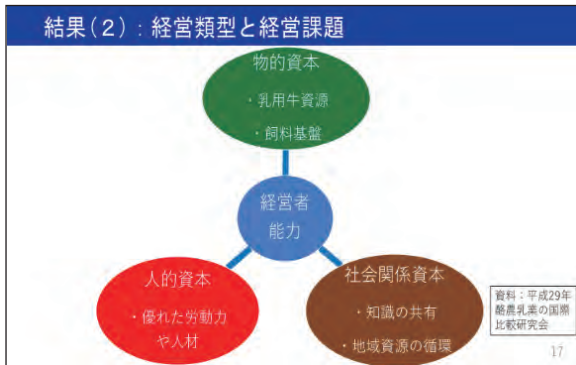 結果(2):経営類型と経営課題
物的資本
・乳用牛資源
・飼料基盤
経営者
能力
人的資本
・優れた労働力
や人材
社会関係資本
・知識の共有
・地域資源の循環
資料:平成29年
酪農乳業の国際
比較研究会
17